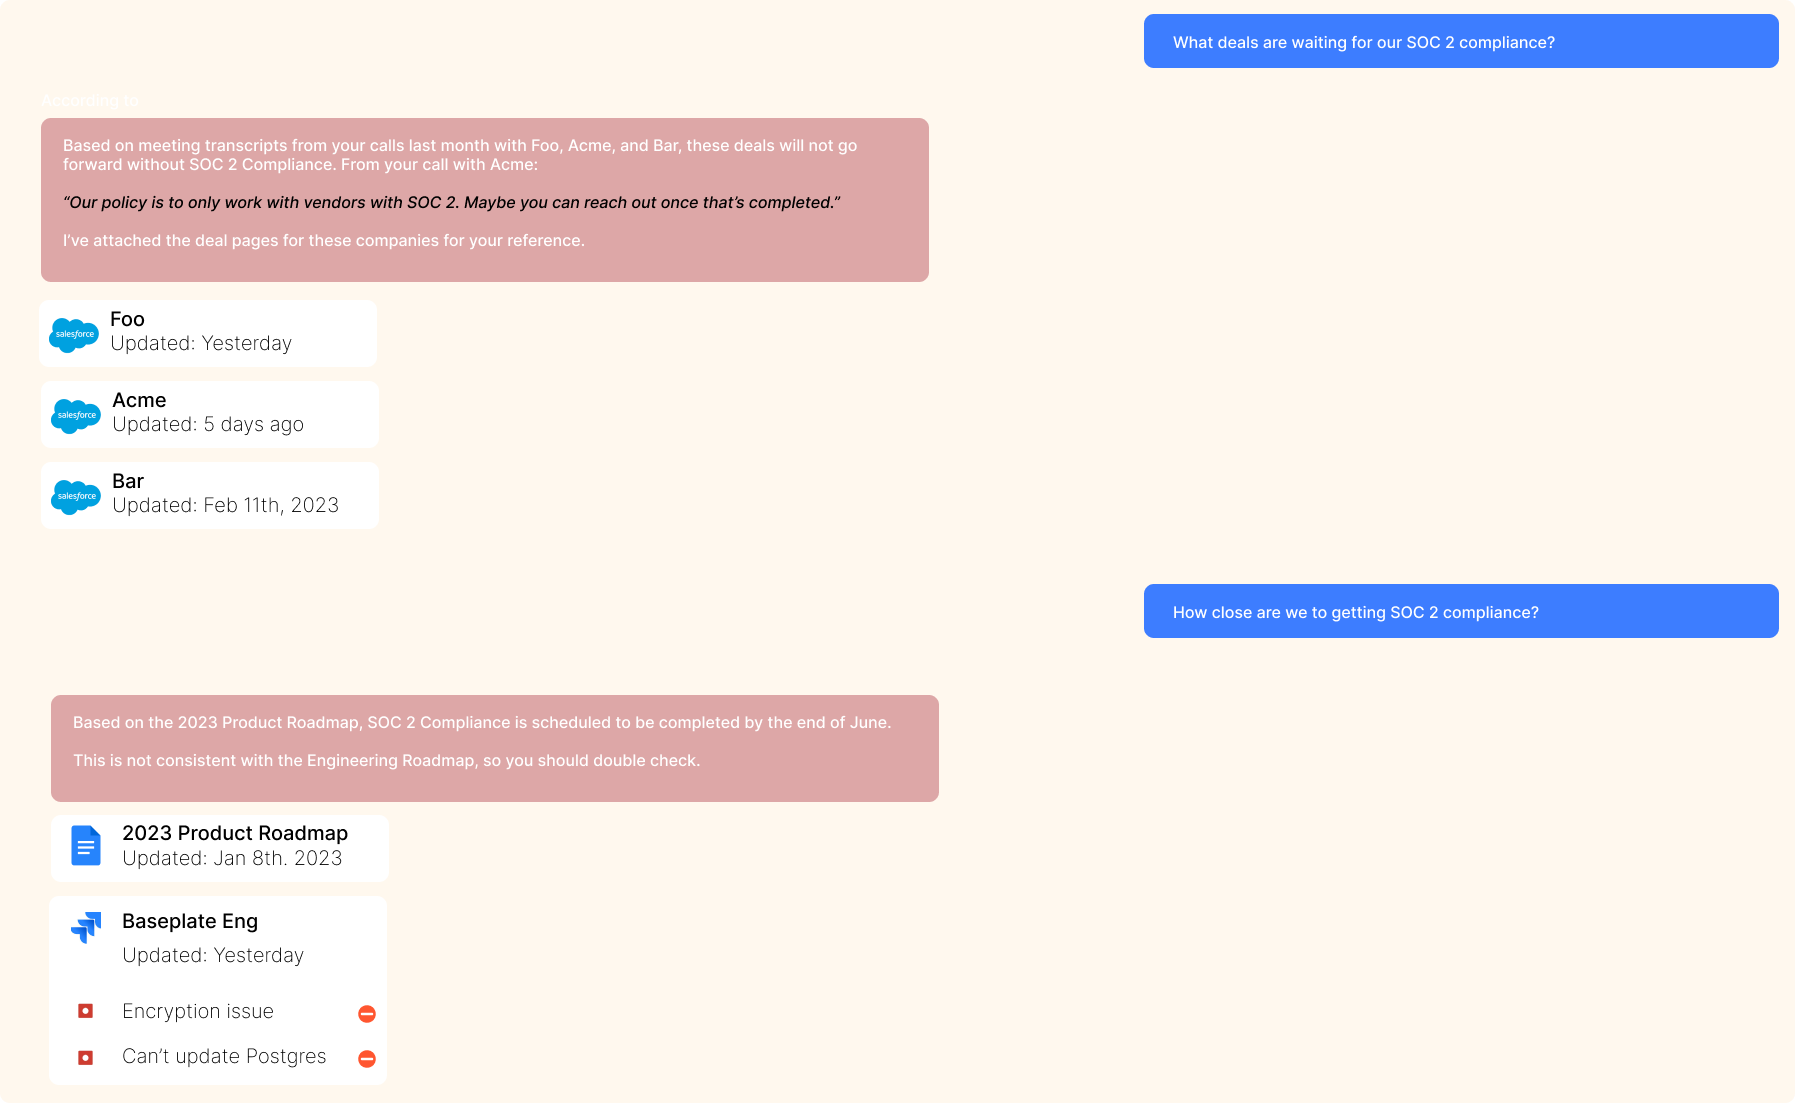 What deals are waiting for our SOC 2 compliance?
According to
Based on meeting transcripts from your calls last month with Foo, Acme, and Bar, these deals will not go
forward without SOC 2 Compliance. From your call with Acme:
“Our policy is to only work with vendors with SOC 2. Maybe you can reach out once that’s completed.”
I’ve attached the deal pages for these companies for your reference.
salesforce
Foo
Updated: Yesterday
salesforce
Acme
Updated: 5 days ago
salesforce
Bar
Updated: Feb 11th, 2023
How close are we to getting SOC 2 compliance?
Based on the 2023 Product Roadmap, SOC 2 Compliance is scheduled to be completed by the end of June.
This is not consistent with the Engineering Roadmap, so you should double check.
2023 Product Roadmap
Updated: Jan 8th. 2023
Baseplate Eng
Updated: Yesterday
Encryption issue
Can’t update Postgres